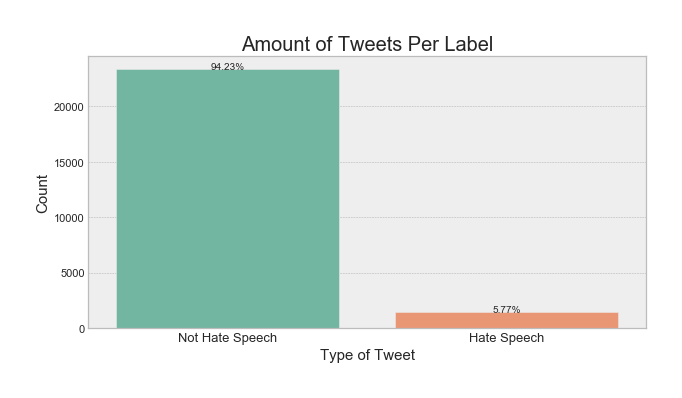 Amount of Tweets Per Label
94.23%
5.77%
20000
15000
10000
5000
0
Count
Not Hate Speech
Hate Speech
Type of Tweet